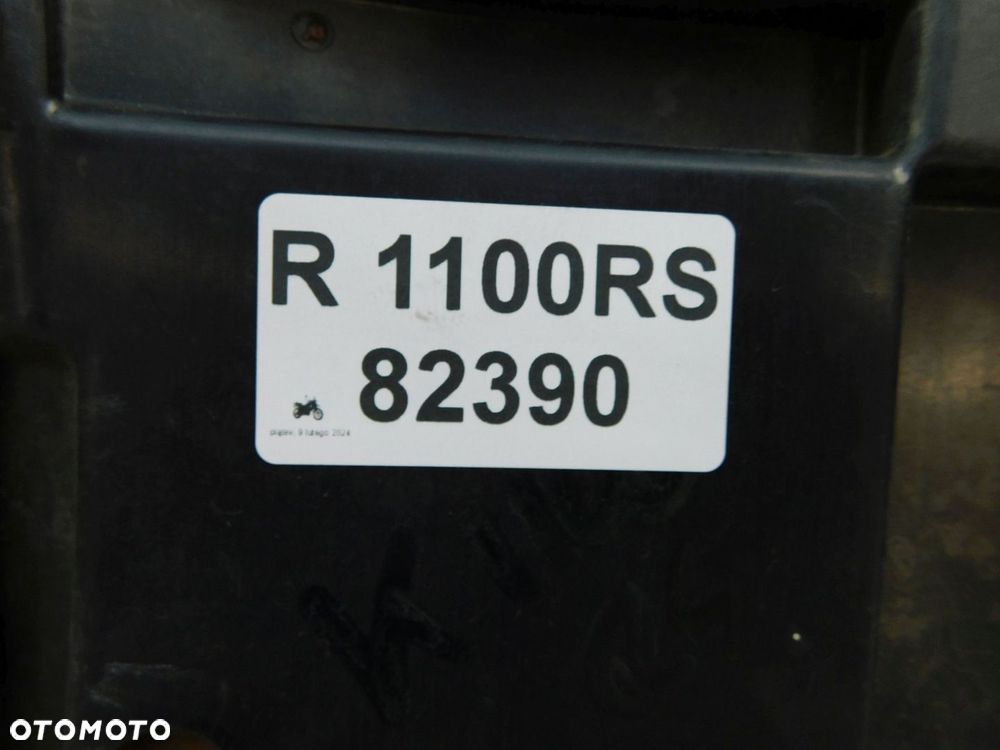 R 1100RS
82390
piątek, 9 lutego 2024
OTOMOTO